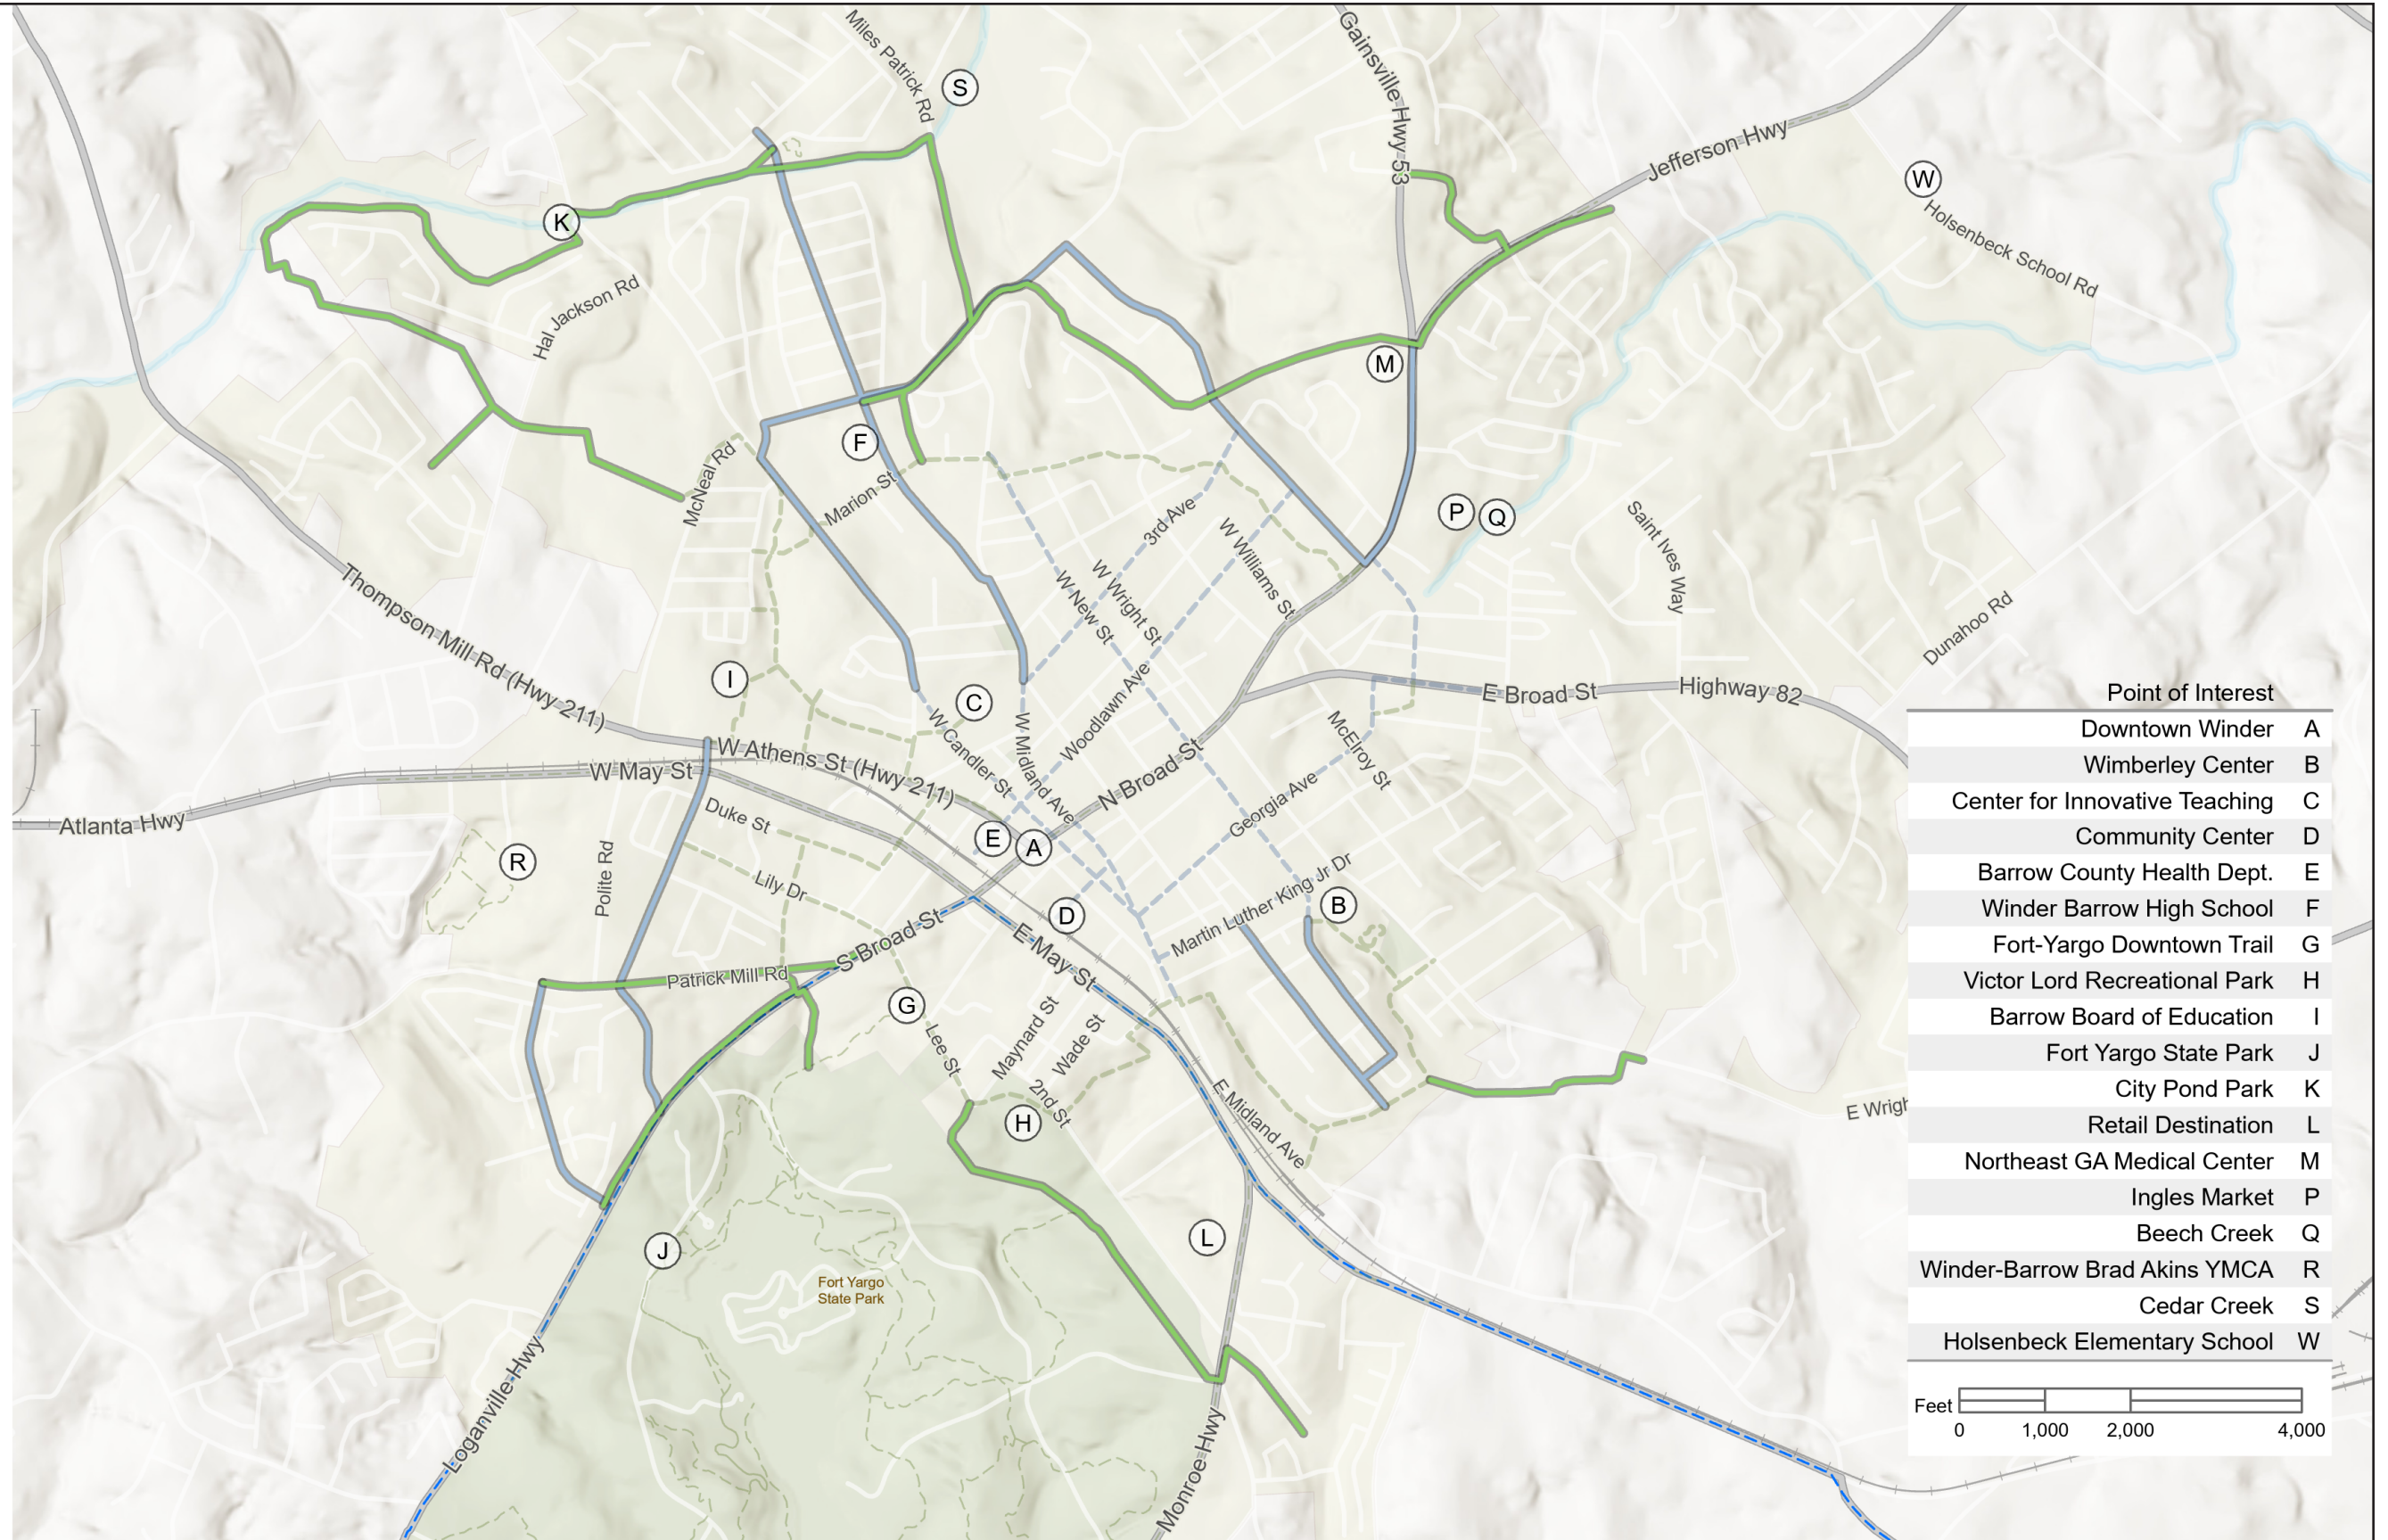 Miles Patrick Rd
S
Gainsville Hwy 53
Jefferson Hwy
W
Holsenbeck School Rd
K
Hal Jackson Rd
M
F
McNeal Rd
Marion St
3rd Ave
P
Q
Saint Ives Way
W Williams St
W Wright St
W New St
Thompson Mill Rd (Hwy 211)
Dunahoo Rd
I
C
Woodlawn Ave
E Broad St
Highway 82
W Candler St
W Midland Ave
McElroy St
W Athens St (Hwy 211)
W May St
N Broad St
Atlanta Hwy
Duke St
Georgia Ave
E
A
R
Polite Rd
Lily Dr
Martin Luther King Jr Dr
B
D
S Broad St
E May St
Patrick Mill Rd
G
Lee St
Maynard St
Wade St
2nd St
H
E Midland Ave
E Wrigh
J
L
Fort Yargo
State Park
Loganville Hwy
Monroe Hwy
Point of Interest
Downtown Winder A
Wimberley Center B
Center for Innovative Teaching C
Community Center D
Barrow County Health Dept. E
Winder Barrow High School F
Fort-Yargo Downtown Trail G
Victor Lord Recreational Park H
Barrow Board of Education I
Fort Yargo State Park J
City Pond Park K
Retail Destination L
Northeast GA Medical Center M
Ingles Market P
Beech Creek Q
Winder-Barrow Brad Akins YMCA R
Cedar Creek S
Holsenbeck Elementary School W
Feet
0 1,000 2,000 4,000